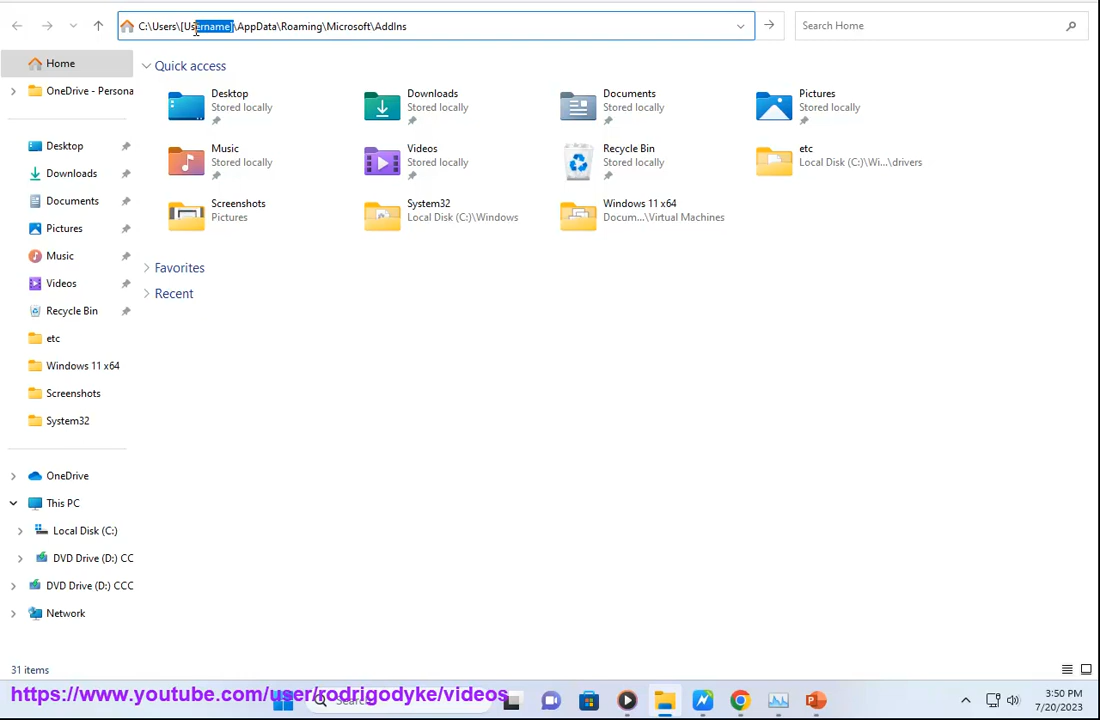 C:\Users\[Username]\AppData\Roaming\Microsoft\AddIns
Search Home
Home
OneDrive - Persona
Desktop
Downloads
Documents
Pictures
Music
Videos
Recycle Bin
etc
Windows 11 x64
Screenshots
System32
OneDrive
This PC
Local Disk (C:)
DVD Drive (D:) CC
DVD Drive (D:) CCC
Network
Quick access
Desktop
Stored locally
Downloads
Stored locally
Documents
Stored locally
Pictures
Stored locally
Music
Stored locally
Videos
Stored locally
Recycle Bin
Stored locally
etc
Local Disk (C:)\Wi...\drivers
Screenshots
Pictures
System32
Local Disk (C:)\Windows
Windows 11 x64
Docum...\Virtual Machines
Favorites
Recent
31 items
https://www.youtube.com/user/rodrigodyke/videos
Search
3:50 PM
7/20/2023